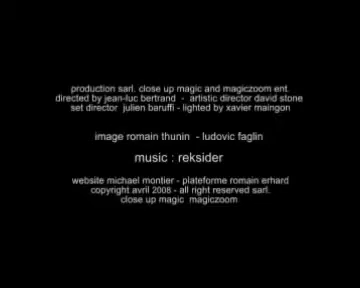 production sarl. close up magic and magiczoom ent.
directed by jean-luc bertrand - artistic director david stone
set director julien baruffi - lighted by xavier maingon
image romain thunin - ludovic faglin
music : reksider
website michael montier - plateforme romain erhard
copyright avril 2008 - all right reserved sarl.
close up magic magiczoom